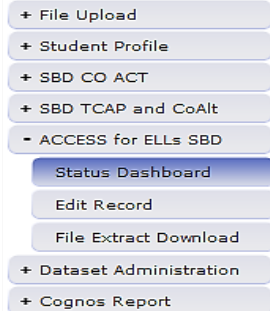 + File Upload
+ Student Profile
+ SBD CO ACT
+ SBD TCAP and CoAlt
- ACCESS for ELLs SBD
Status Dashboard
Edit Record
File Extract Download
+ Dataset Administration
+ Cognos Report